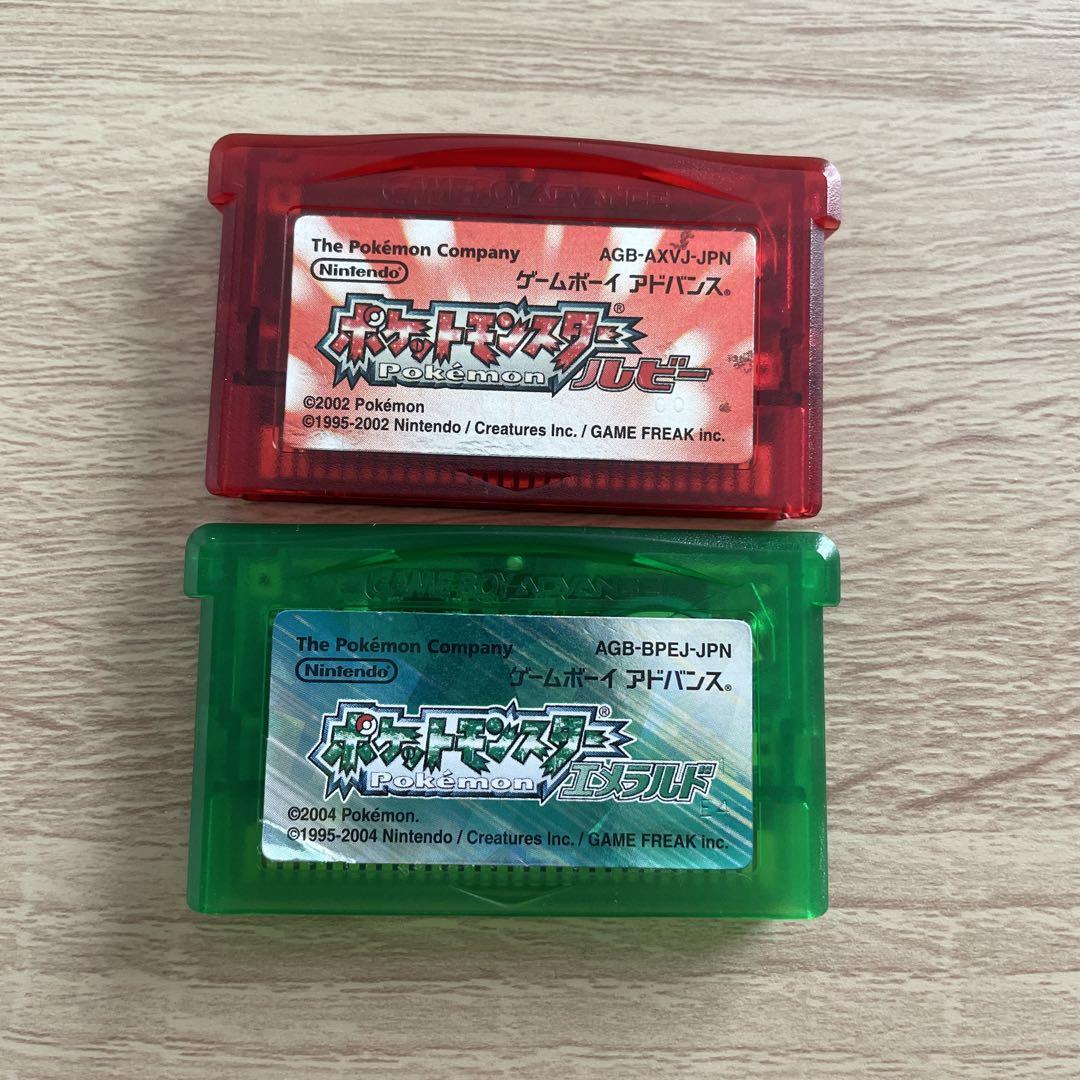 GAME BOY ADVANCE
The Pokémon Company AGB-AXVJ-JPN
Nintendo® ゲームボーイ アドバンス®
ポケットモンスター®
Pokémon ルビー
CO
©2002 Pokémon
©1995-2002 Nintendo / Creatures Inc. / GAME FREAK inc.
GAME BOY ADVANCE
The Pokémon Company AGB-BPEJ-JPN
Nintendo® ゲームボーイ アドバンス®
ポケットモンスター®
Pokémon エメラルド
E4
©2004 Pokémon.
©1995-2004 Nintendo / Creatures Inc. / GAME FREAK inc.